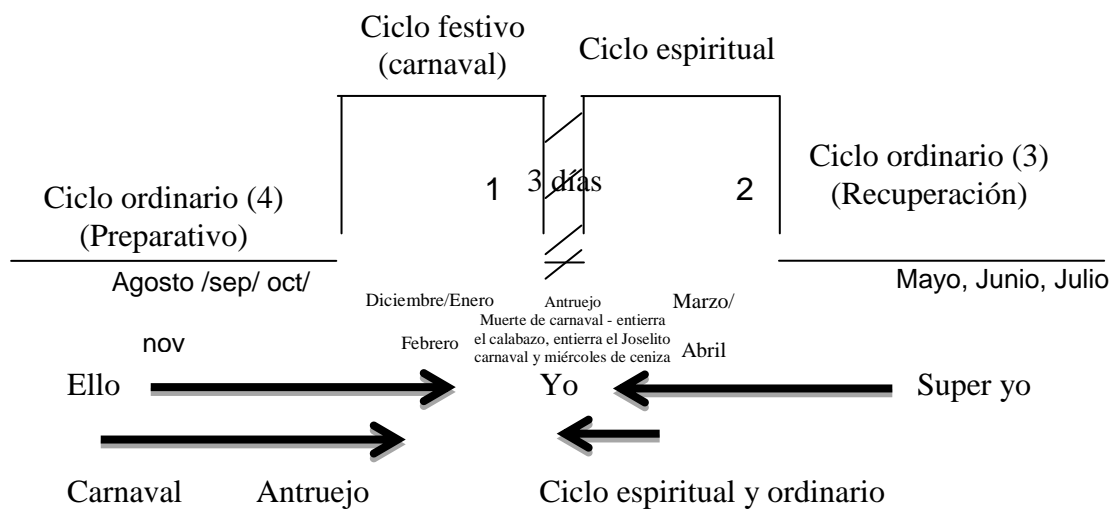 Ciclo festivo
(carnaval)
Ciclo espiritual
1
3 días
2
Ciclo ordinario (4)
(Preparativo)
Ciclo ordinario (3)
(Recuperación)
Agosto /sep/ oct/
nov
Diciembre/Enero
Febrero
Antruejo
Muerte de carnaval - entierra
el calabazo, entierra el Joselito
carnaval y miércoles de ceniza
Marzo/
Abril
Mayo, Junio, Julio
Ello
Yo
Super yo
Carnaval
Antruejo
Ciclo espiritual y ordinario